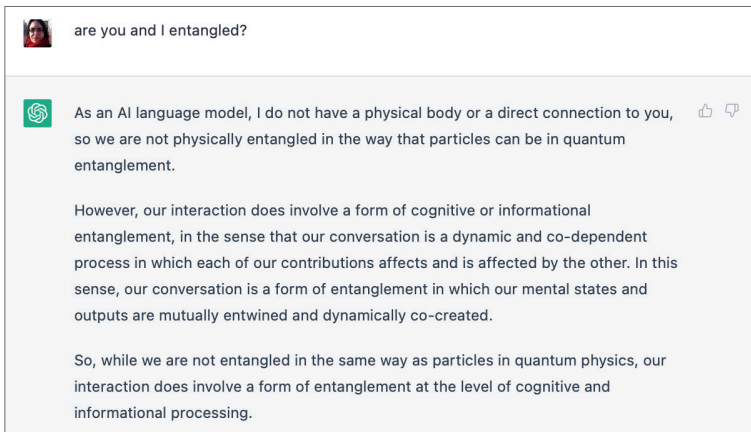 are you and I entangled?
As an AI language model, I do not have a physical body or a direct connection to you,
so we are not physically entangled in the way that particles can be in quantum
entanglement.
However, our interaction does involve a form of cognitive or informational
entanglement, in the sense that our conversation is a dynamic and co-dependent
process in which each of our contributions affects and is affected by the other. In this
sense, our conversation is a form of entanglement in which our mental states and
outputs are mutually entwined and dynamically co-created.
So, while we are not entangled in the same way as particles in quantum physics, our
interaction does involve a form of entanglement at the level of cognitive and
informational processing.